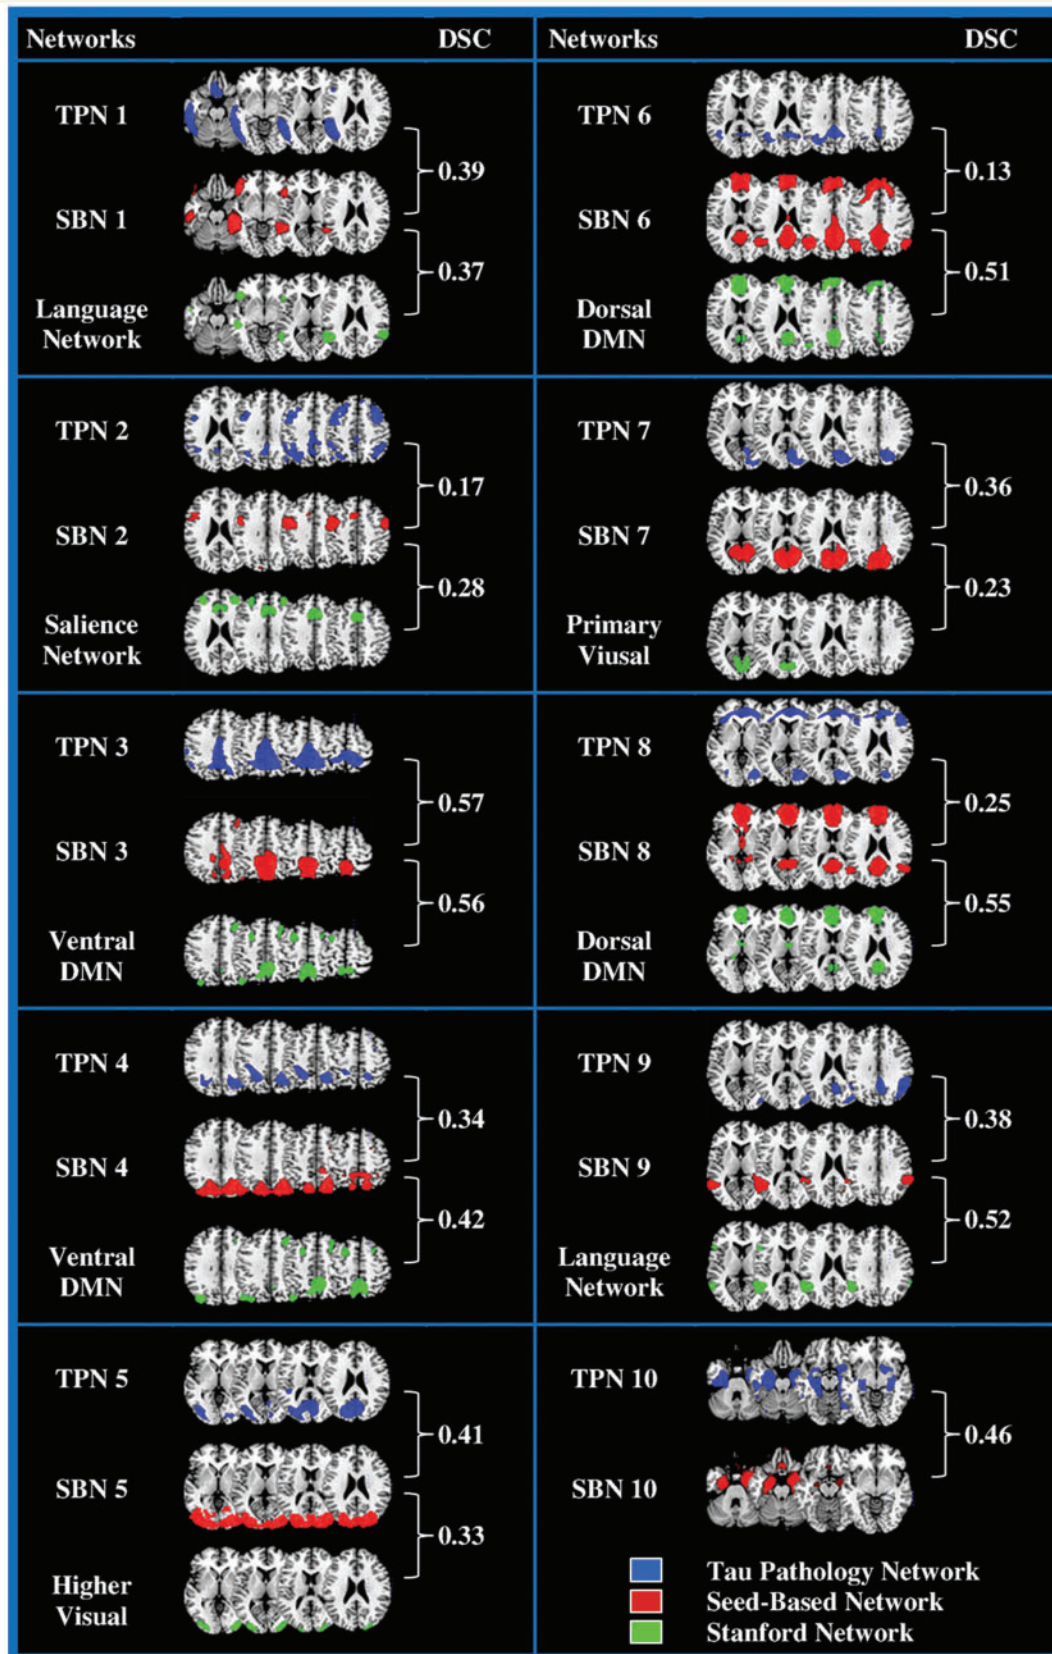 Networks DSC
TPN 1
0.39
SBN 1
0.37
Language
Network
TPN 2
0.17
SBN 2
0.28
Salience
Network
TPN 3
0.57
SBN 3
0.56
Ventral
DMN
TPN 4
0.34
SBN 4
0.42
Ventral
DMN
TPN 5
0.41
SBN 5
0.33
Higher
Visual
Networks DSC
TPN 6
0.13
SBN 6
0.51
Dorsal
DMN
TPN 7
0.36
SBN 7
0.23
Primary
Viusal
TPN 8
0.25
SBN 8
0.55
Dorsal
DMN
TPN 9
0.38
SBN 9
0.52
Language
Network
TPN 10
0.46
SBN 10
Tau Pathology Network
Seed-Based Network
Stanford Network